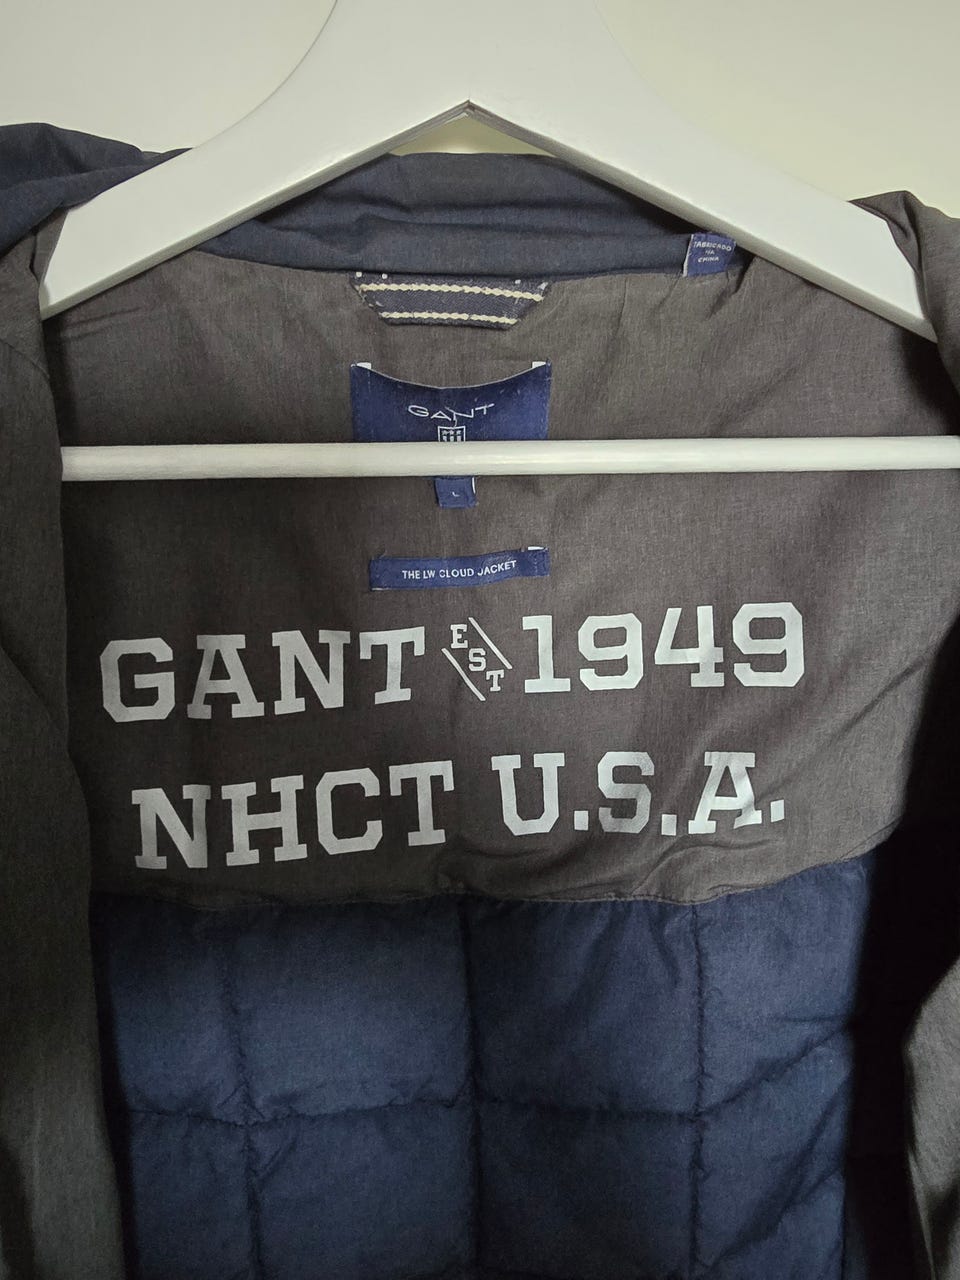 FABRICADO
NA
CHINA
GANT
L
THE LW CLOUD JACKET
GANT EST 1949
NHCT U.S.A.